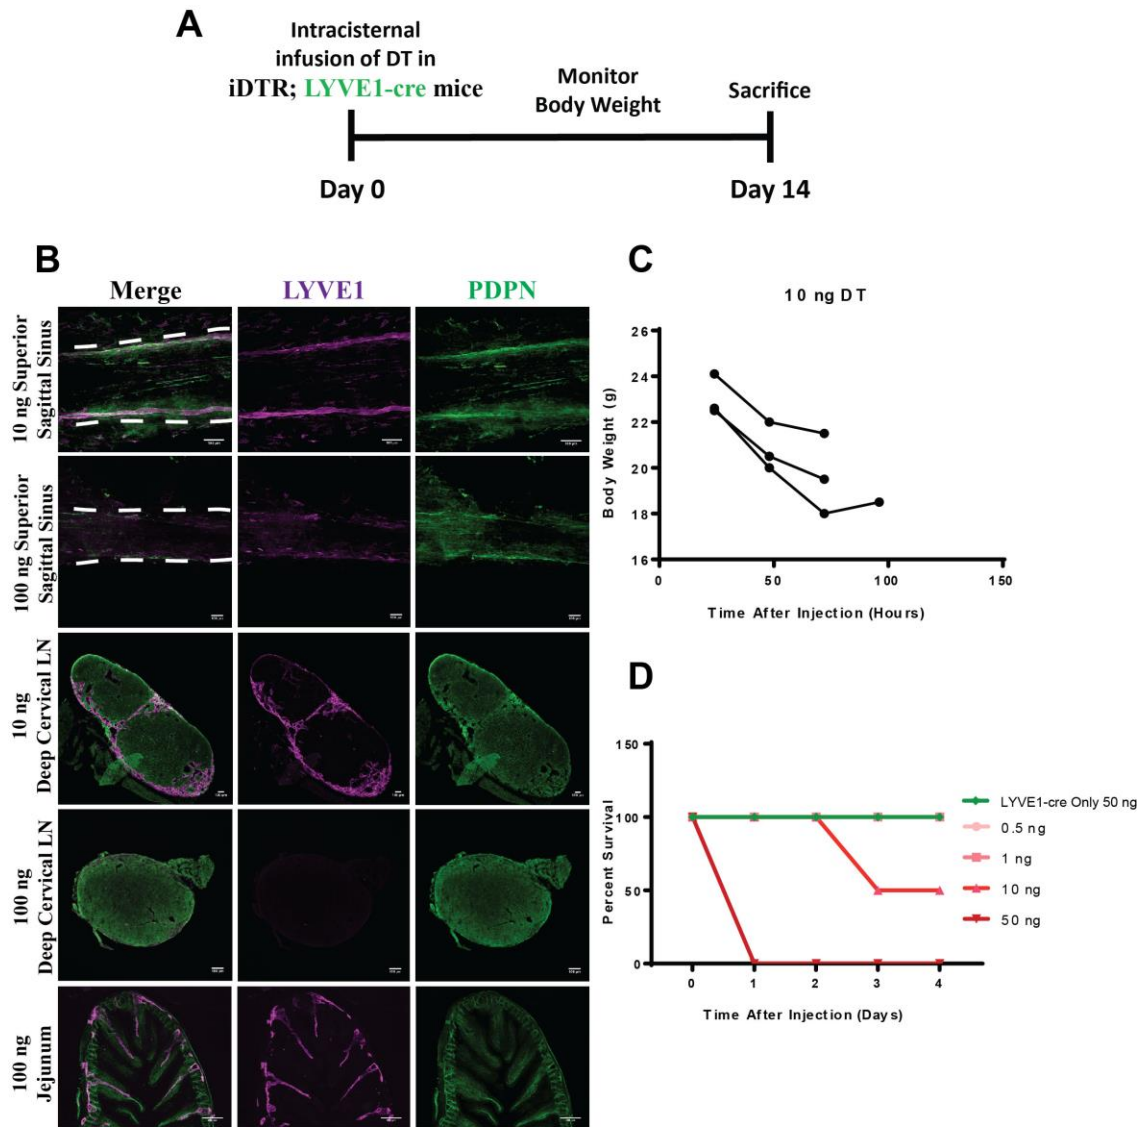 A
Intracisternal
infusion of DT in
iDTR; LYVE1-cre mice
Monitor
Body Weight
Sacrifice
Day 0
Day 14
B
Merge
LYVE1
PDPN
10 ng Superior
Sagittal Sinus
100 ng Superior
Sagittal Sinus
10 ng
Deep Cervical LN
100 ng
Deep Cervical LN
100 ng
Jejunum
C
10 ng DT
Body Weight (g)
26
24
22
20
18
16
0
50
100
150
Time After Injection (Hours)
D
Percent Survival
150
100
50
0
0
1
2
3
4
Time After Injection (Days)
LYVE1-cre Only 50 ng
0.5 ng
1 ng
10 ng
50 ng